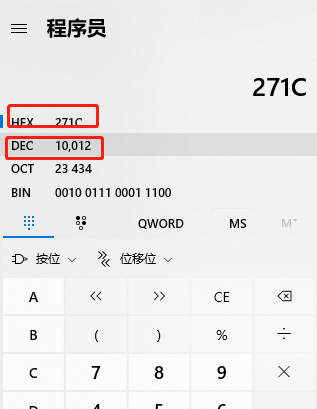 程序员
271C
HEX 271C
DEC 10,012
OCT 23 434
BIN 0010 0111 0001 1100
QWORD MS M˅
按位 位移位
A << >> CE
B ( ) % ÷
C 7 8 9 ×
D 4 5 6